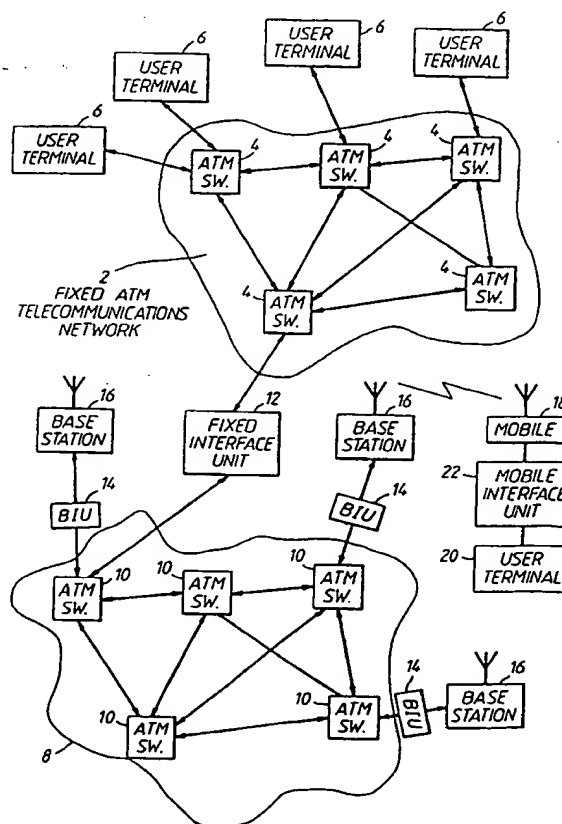 6
USER
TERMINAL
6
USER
TERMINAL
6
USER
TERMINAL
6
USER
TERMINAL
4
ATM
SW.
4
ATM
SW.
4
ATM
SW.
4
ATM
SW.
4
ATM
SW.
2
FIXED ATM
TELECOMMUNICATIONS
NETWORK
16
BASE
STATION
12
FIXED
INTERFACE
UNIT
16
BASE
STATION
18
MOBILE
22
MOBILE
INTERFACE
UNIT
20
USER
TERMINAL
14
BIU
14
BIU
10
ATM
SW.
10
ATM
SW.
10
ATM
SW.
10
ATM
SW.
10
ATM
SW.
14
BIU
16
BASE
STATION
8